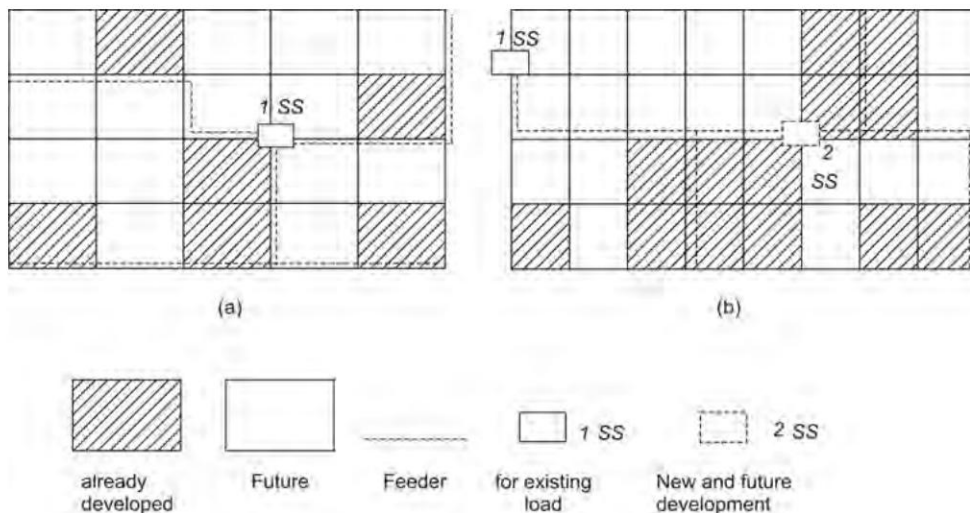 1 SS
1 SS
2
SS
(a)
(b)
1 SS
2 SS
already
developed
Future
Feeder
for existing
load
New and future
development